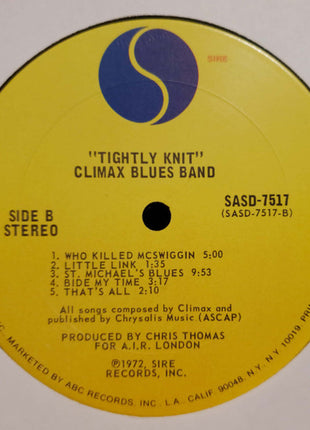 SIRE
"TIGHTLY KNIT"
CLIMAX BLUES BAND
SIDE B
STEREO
SASD-7517
(SASD-7517-B)
1. WHO KILLED MCSWIGGIN 5:00
2. LITTLE LINK 1:35
3. ST. MICHAEL'S BLUES 9:53
4. BIDE MY TIME 3:00
5. THAT'S ALL 2:10
All songs composed by Climax and
published by Chrysalis Music (ASCAP)
PRODUCED BY CHRIS THOMAS
FOR A.I.R. LONDON
℗1972, SIRE
RECORDS, INC.
MARKETED BY ABC RECORDS, INC. L.A., CALIF. 90048, N.Y., N.Y. 10019